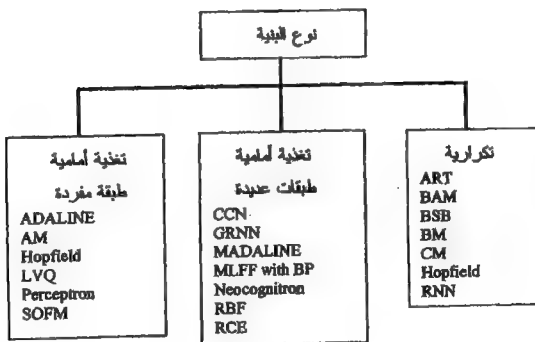 نوع البنية
تغذية أمامية
طبقة مفردة
ADALINE
AM
Hopfield
LVQ
Perceptron
SOFM
تغذية أمامية
طبقات عديدة
CCN
GRNN
MADALINE
MLFF with BP
Neocognitron
RBF
RCE
تكرارية
ART
BAM
BSB
BM
CM
Hopfield
RNN